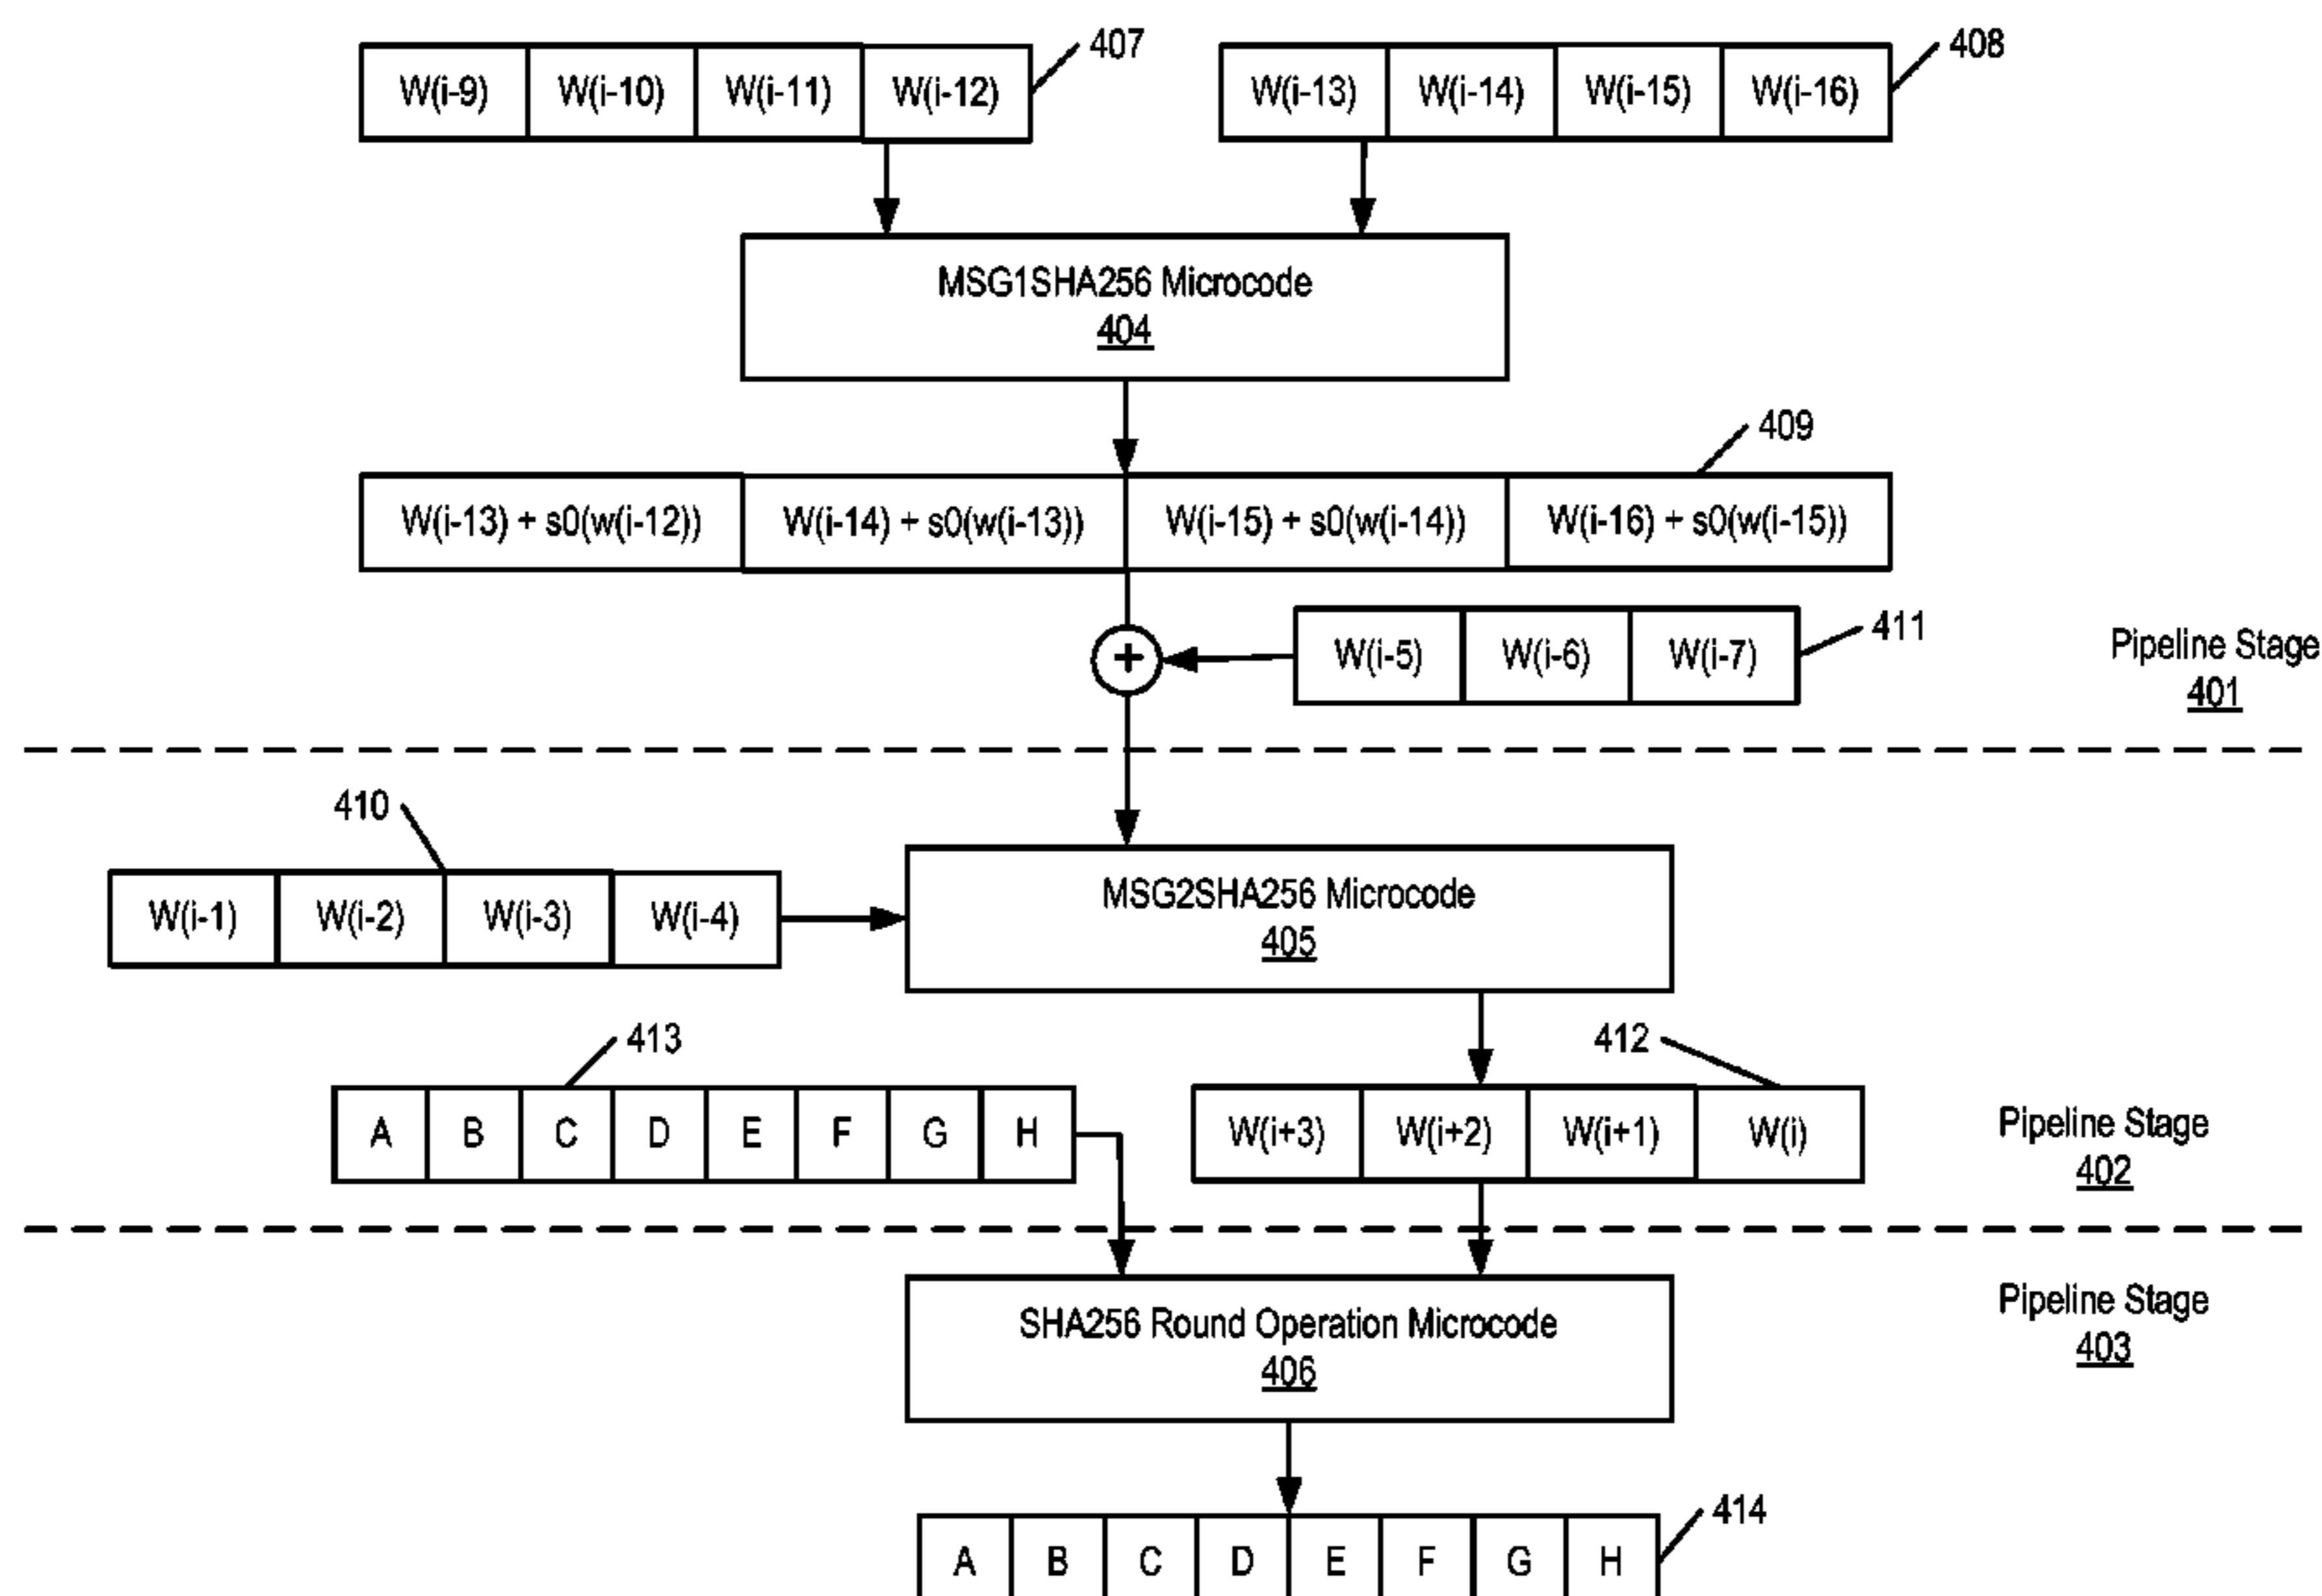 407
408
W(i-9) W(i-10) W(i-11) W(i-12)
W(i-13) W(i-14) W(i-15) W(i-16)
MSG1SHA256 Microcode
404
409
W(i-13) + s0(w(i-12)) W(i-14) + s0(w(i-13)) W(i-15) + s0(w(i-14)) W(i-16) + s0(w(i-15))
+
W(i-5) W(i-6) W(i-7)
411
Pipeline Stage
401
410
W(i-1) W(i-2) W(i-3) W(i-4)
MSG2SHA256 Microcode
405
413
412
A B C D E F G H
W(i+3) W(i+2) W(i+1) W(i)
Pipeline Stage
402
SHA256 Round Operation Microcode
406
Pipeline Stage
403
414
A B C D E F G H